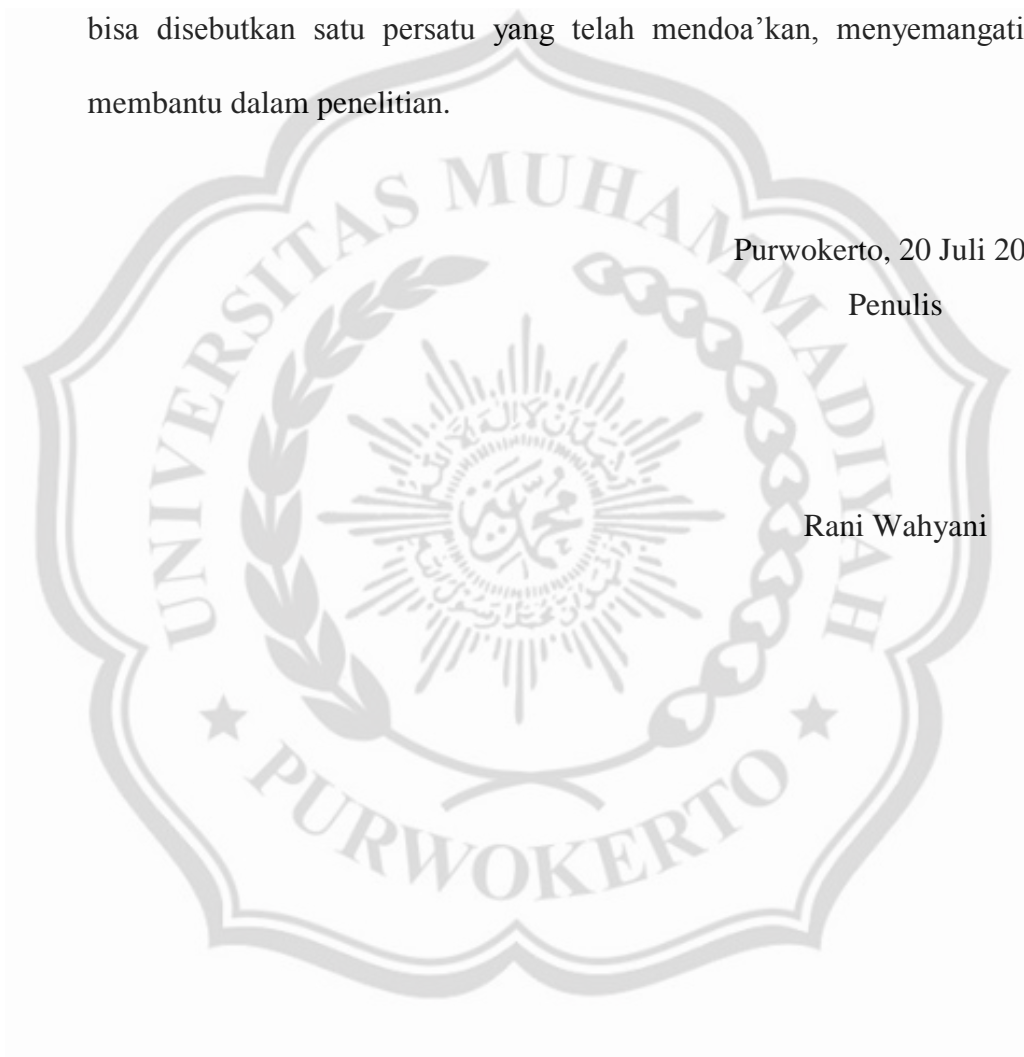 bisa disebutkan satu persatu yang telah mendoa’kan, menyemangati
membantu dalam penelitian.
Purwokerto, 20 Juli 20
Penulis
Rani Wahyani
UNIVERSITAS MUHAMMADIYAH
PURWOKERTO